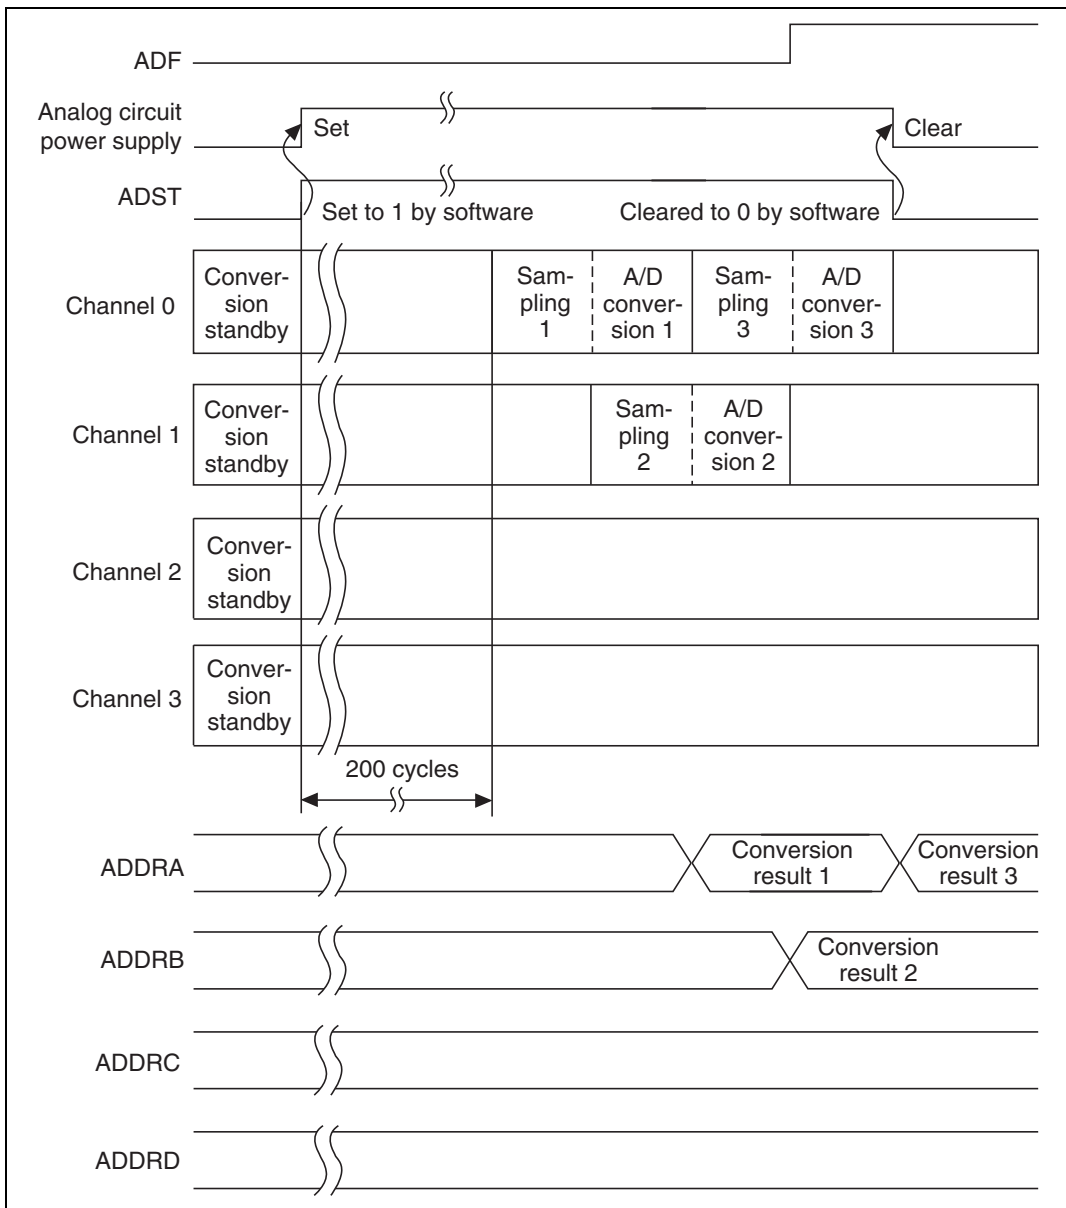 ADF
Analog circuit
power supply
Set
Clear
ADST
Set to 1 by software
Cleared to 0 by software
Channel 0
Conver-
sion
standby
Sam-
pling
1
A/D
conver-
sion 1
Sam-
pling
3
A/D
conver-
sion 3
Channel 1
Conver-
sion
standby
Sam-
pling
2
A/D
conver-
sion 2
Channel 2
Conver-
sion
standby
Channel 3
Conver-
sion
standby
200 cycles
ADDRA
Conversion
result 1
Conversion
result 3
ADDRB
Conversion
result 2
ADDRC
ADDRD